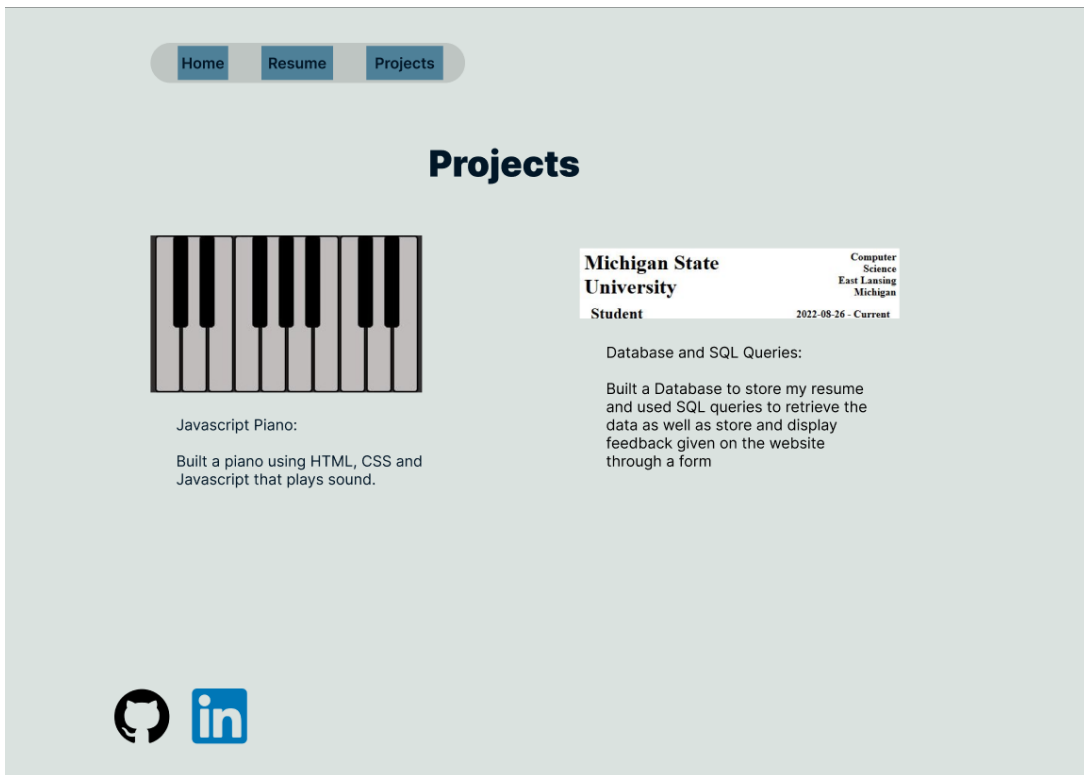 Home Resume Projects
Projects
Michigan State
University
Computer
Science
East Lansing
Michigan
Student
2022-08-26 - Current
Javascript Piano:
Built a piano using HTML, CSS and
Javascript that plays sound.
Database and SQL Queries:
Built a Database to store my resume
and used SQL queries to retrieve the
data as well as store and display
feedback given on the website
through a form
in